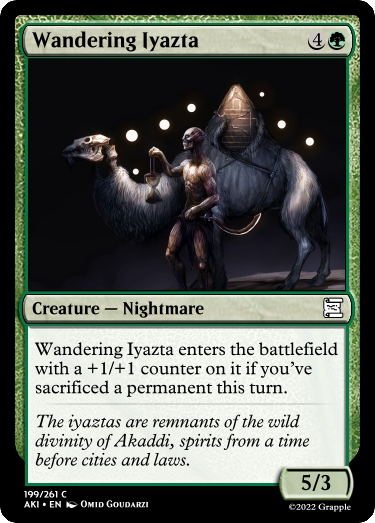 Wandering Iyazta 4
Creature — Nightmare
Wandering Iyazta enters the battlefield
with a +1/+1 counter on it if you've
sacrificed a permanent this turn.
The iyaztas are remnants of the wild
divinity of Akaddi, spirits from a time
before cities and laws.
5/3
199/261 C
AKI • EN Omid Goudarzi
©2022 Grapple